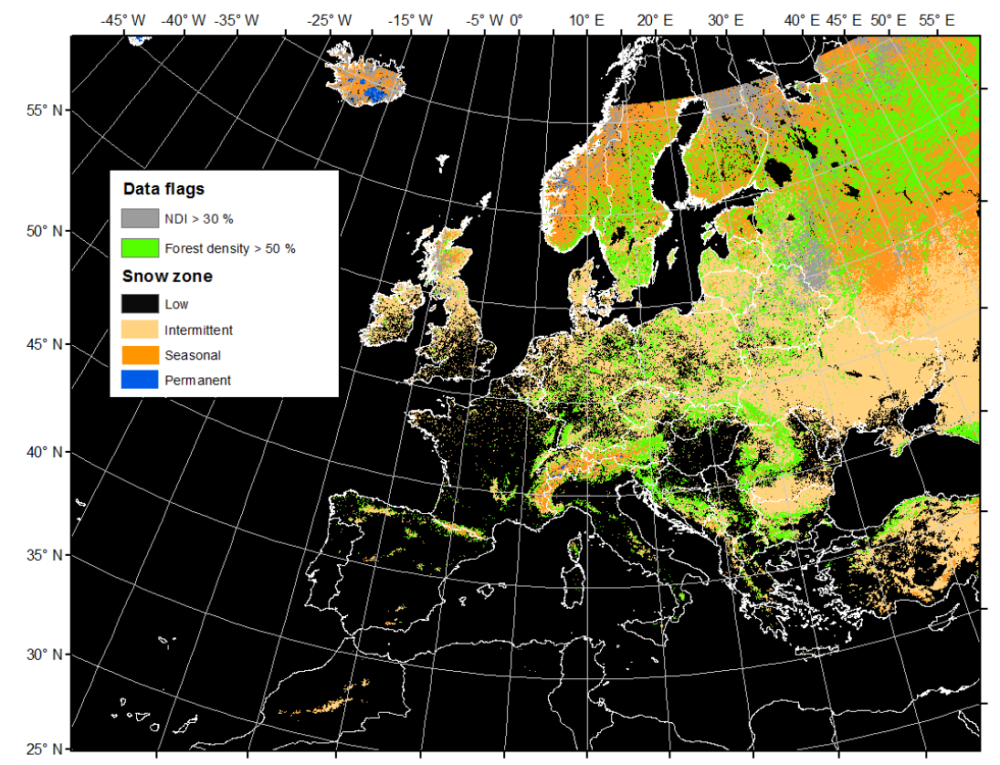 -45° W -35° W -25° W -15° W -5° W 0° 10° E 20° E 30° E 40° E 45° E 50° E 55° E
55° N
50° N
45° N
40° N
35° N
30° N
25° N
Data flags
NDI > 30 %
Forest density > 50 %
Snow zone
Low
Intermittent
Seasonal
Permanent